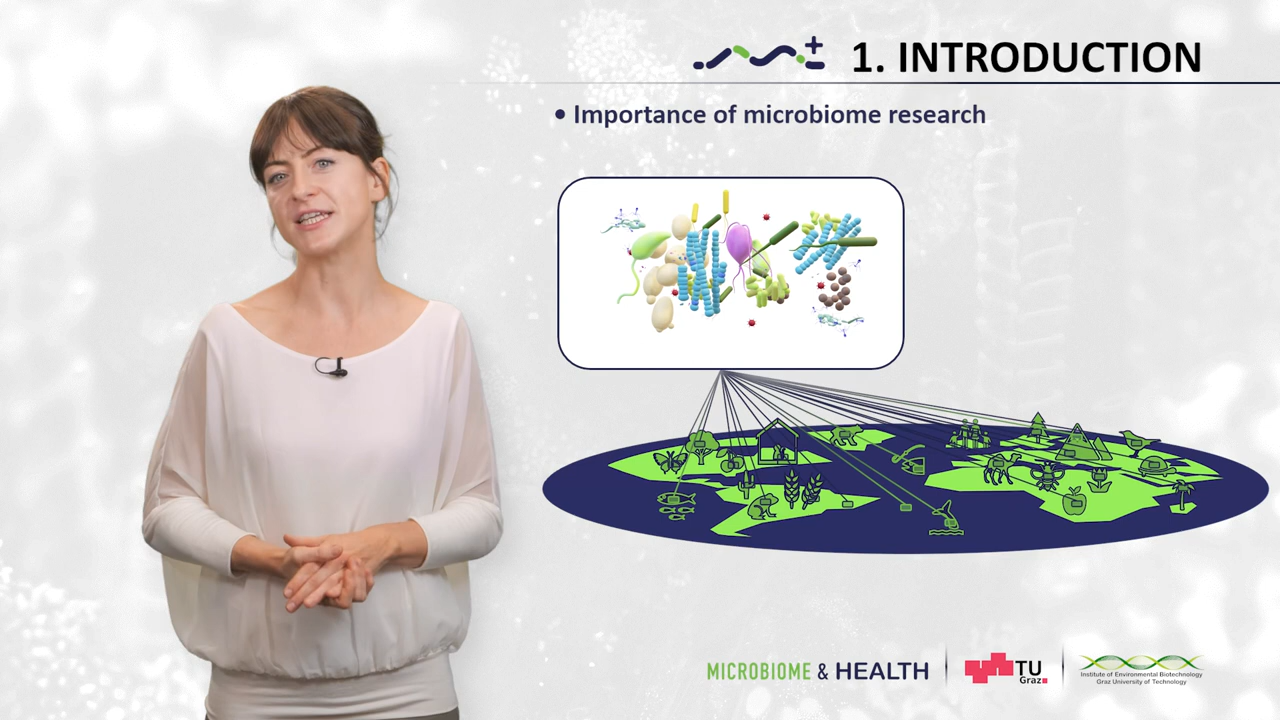 1. INTRODUCTION
• Importance of microbiome research
MICROBIOME & HEALTH
TU
Graz
Institute of Environmental Biotechnology
Graz University of Technology